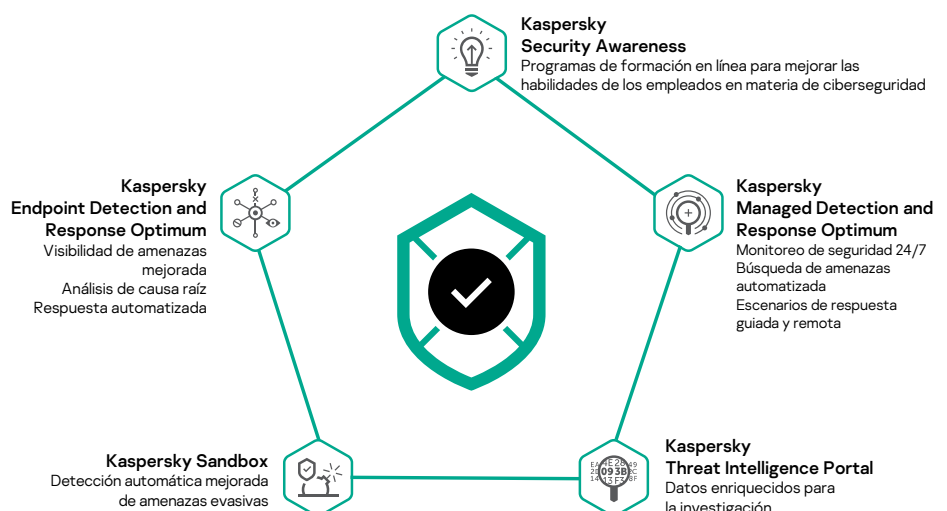 Kaspersky
Security Awareness
Programas de formación en línea para mejorar las
habilidades de los empleados en materia de ciberseguridad
Kaspersky
Endpoint Detection and
Response Optimum
Visibilidad de amenazas
mejorada
Análisis de causa raíz
Respuesta automatizada
Kaspersky
Managed Detection and
Response Optimum
Monitoreo de seguridad 24/7
Búsqueda de amenazas
automatizada
Escenarios de respuesta
guiada y remota
Kaspersky Sandbox
Detección automática mejorada
de amenazas evasivas
Kaspersky
Threat Intelligence Portal
Datos enriquecidos para
la investigación
093B